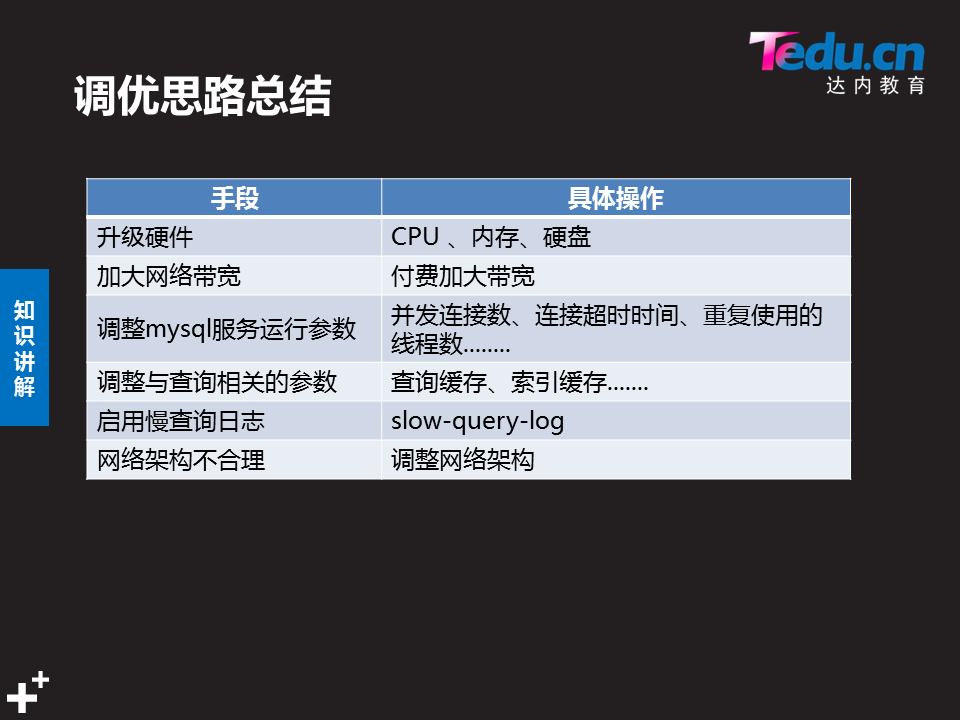 Tedu.cn
达内教育
调优思路总结
手段 具体操作
升级硬件 CPU 、内存、硬盘
加大网络带宽 付费加大带宽
调整mysql服务运行参数 并发连接数、连接超时时间、重复使用的
线程数........
调整与查询相关的参数 查询缓存、索引缓存.......
启用慢查询日志 slow-query-log
网络架构不合理 调整网络架构
知
识
讲
解